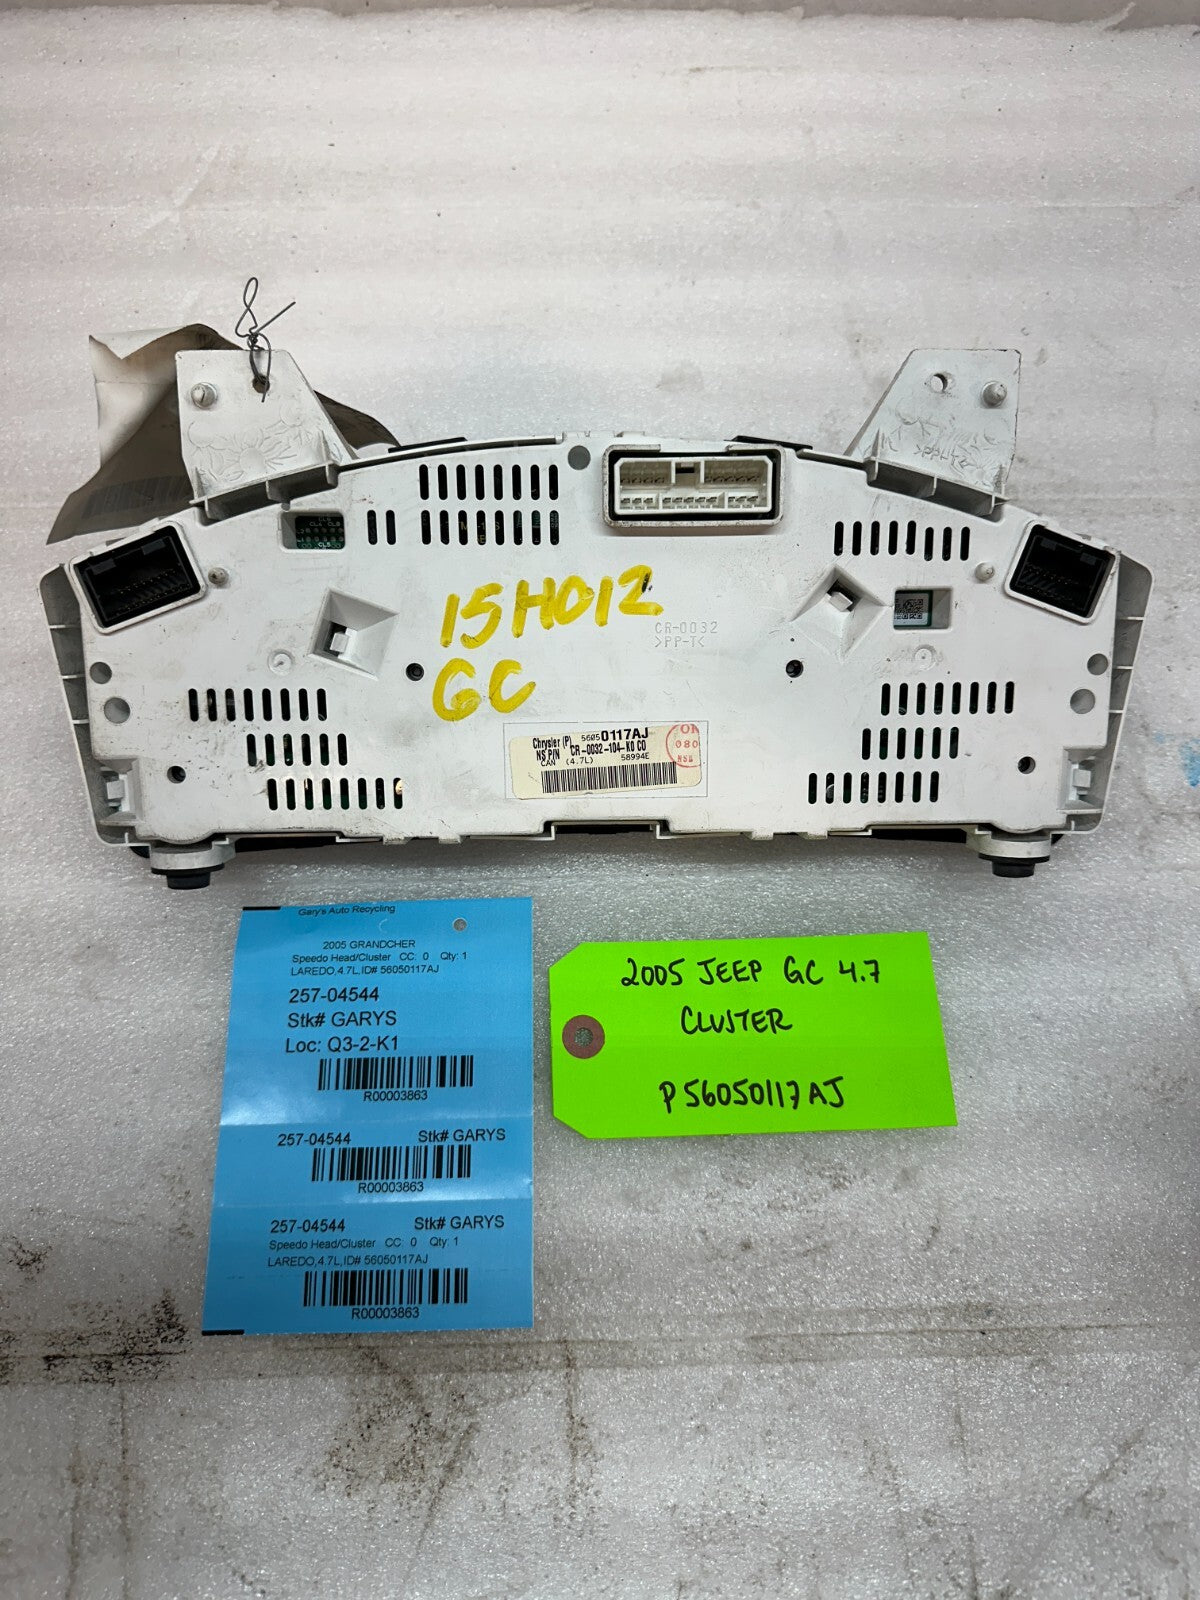 15H012
GC
CR-0032
>PP-T<
Chrysler (P) 56050117AJ
NS P/N CR-0032-104-K0 C0
CAN (4.7L) 58994E
080
NSB
Gary's Auto Recycling
2005 GRANDCHER
Speedo Head/Cluster CC: 0 Qty: 1
LAREDO,4.7L,ID# 56050117AJ
257-04544
Stk# GARYS
Loc: Q3-2-K1
R00003863
257-04544 Stk# GARYS
R00003863
257-04544 Stk# GARYS
Speedo Head/Cluster CC: 0 Qty: 1
LAREDO,4.7L,ID# 56050117AJ
R00003863
2005 JEEP GC 4.7
CLUSTER
P56050117AJ